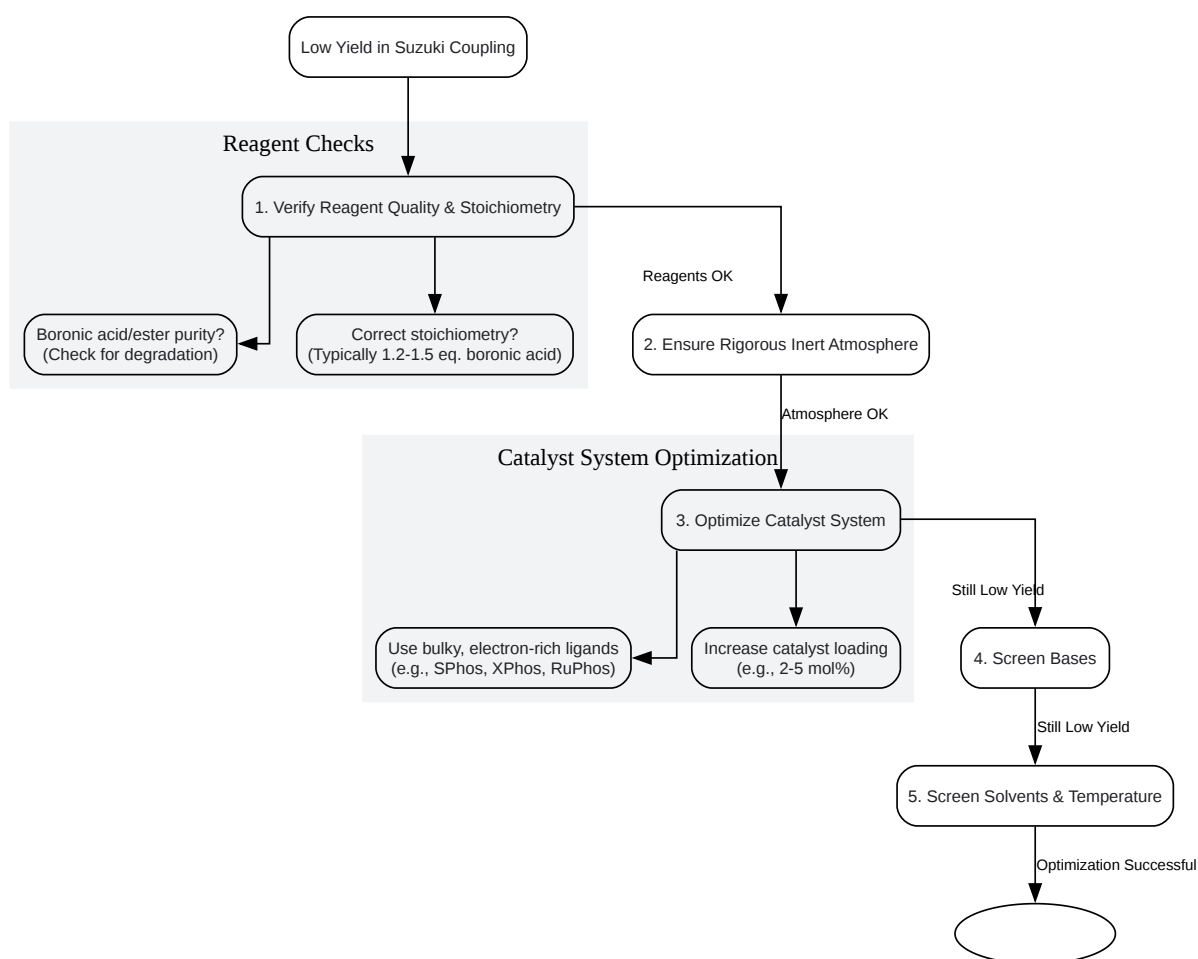 Low Yield in Suzuki Coupling
Reagent Checks
1. Verify Reagent Quality & Stoichiometry
Reagents OK
Boronic acid/ester purity?
(Check for degradation)
Correct stoichiometry?
(Typically 1.2-1.5 eq. boronic acid)
2. Ensure Rigorous Inert Atmosphere
Atmosphere OK
Catalyst System Optimization
3. Optimize Catalyst System
Still Low Yield
Use bulky, electron-rich ligands
(e.g., SPhos, XPhos, RuPhos)
Increase catalyst loading
(e.g., 2-5 mol%)
4. Screen Bases
Still Low Yield
5. Screen Solvents & Temperature
Optimization Successful